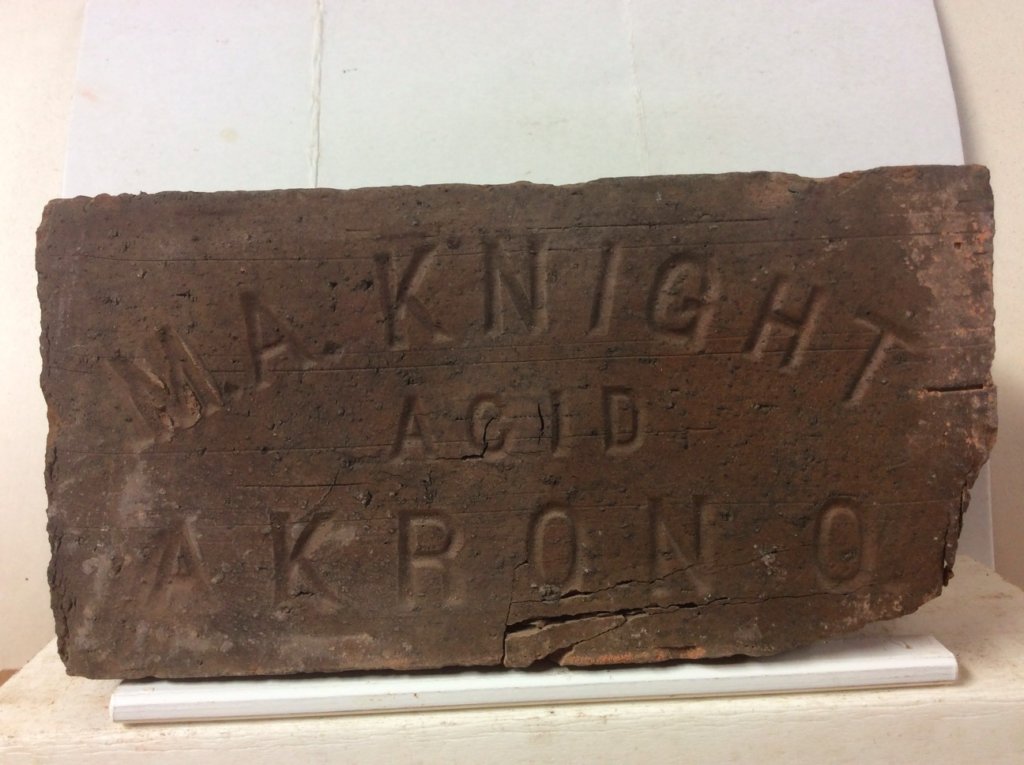 M.A. KNIGHT
ACID
AKRON O